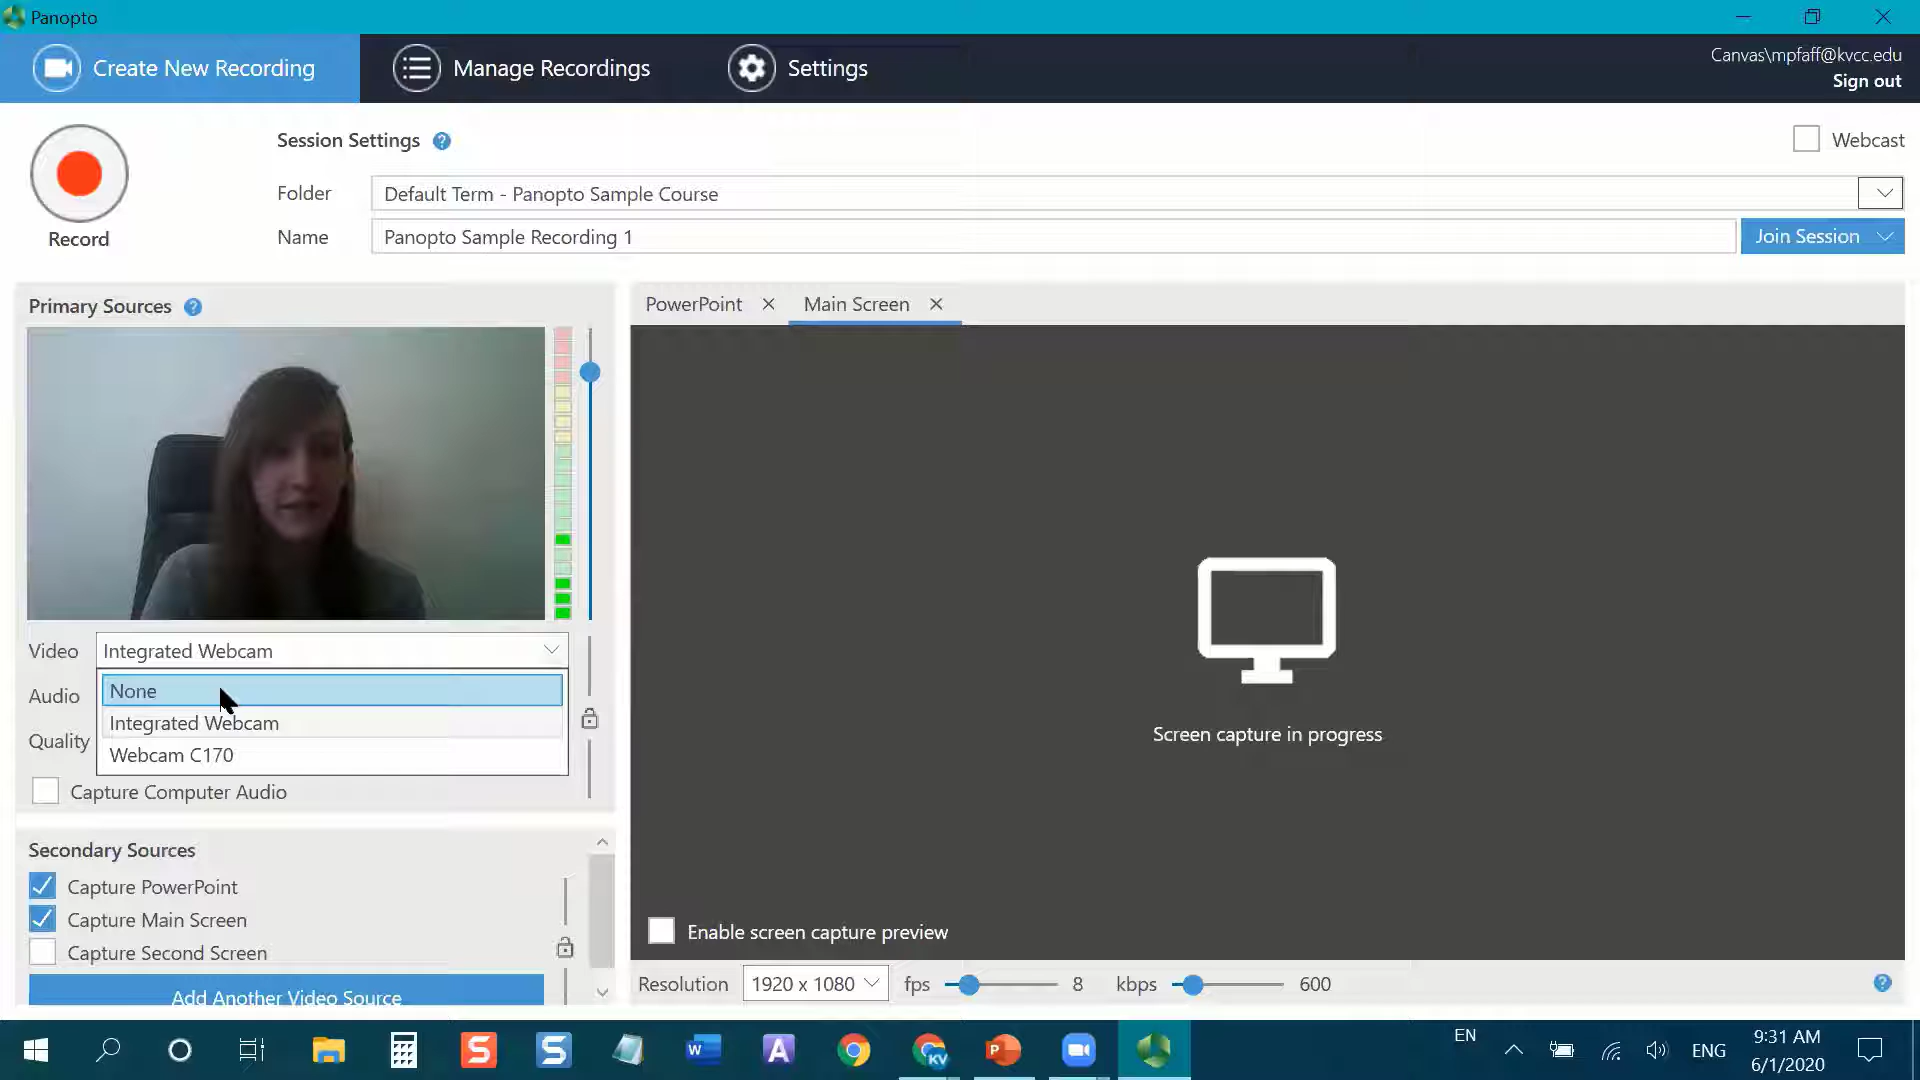 Panopto
Create New Recording
Manage Recordings
Settings
Canvas\mpfaff@kvcc.edu
Sign out
Record
Session Settings ?
Webcast
Folder
Default Term - Panopto Sample Course
Name
Panopto Sample Recording 1
Join Session
Primary Sources ?
PowerPoint
Main Screen
Video
Integrated Webcam
None
Integrated Webcam
Webcam C170
Audio
Quality
Capture Computer Audio
Screen capture in progress
Secondary Sources
Capture PowerPoint
Capture Main Screen
Capture Second Screen
Add Another Video Source
Enable screen capture preview
Resolution 1920 x 1080 fps 8 kbps 600 ?
S S W A KV P
EN
ENG
9:31 AM
6/1/2020